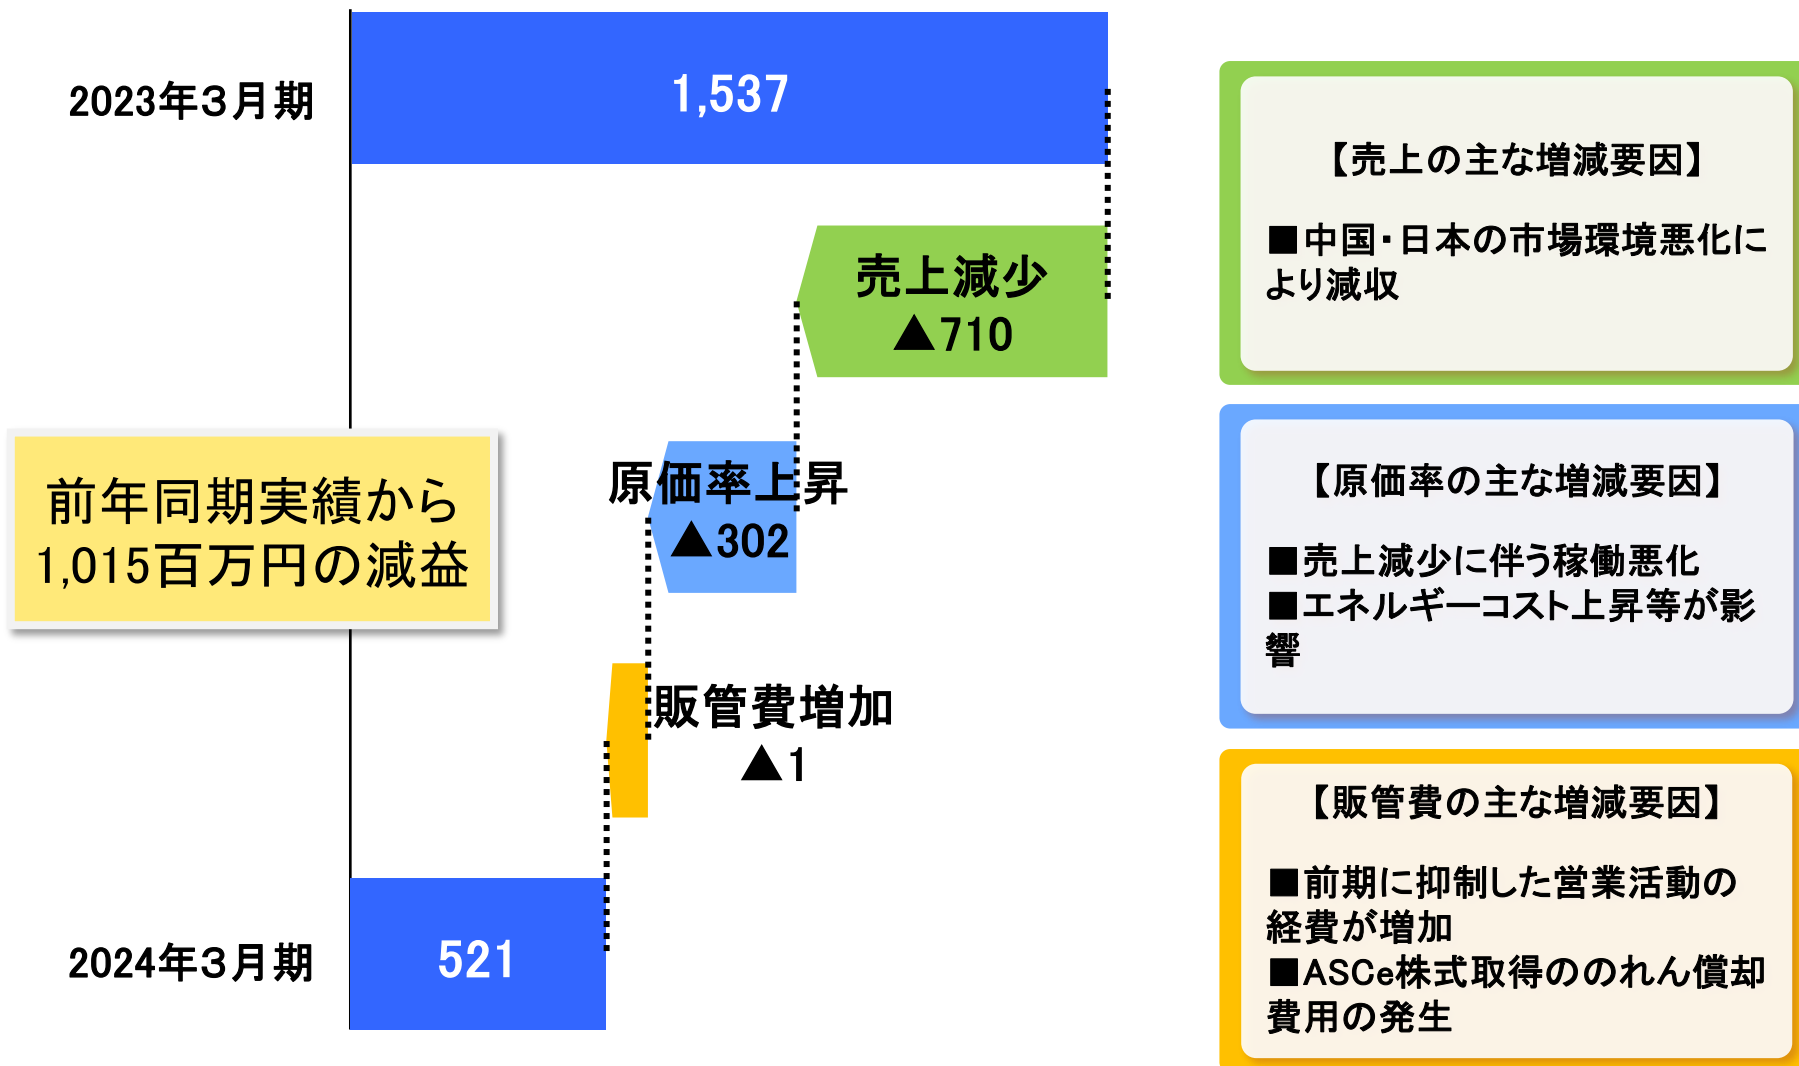 2023年３月期
1,537
売上減少
▲710
原価率上昇
▲302
販管費増加
▲1
2024年３月期
521
前年同期実績から
1,015百万円の減益
【売上の主な増減要因】
■中国・日本の市場環境悪化に
より減収
【原価率の主な増減要因】
■売上減少に伴う稼働悪化
■エネルギーコスト上昇等が影
響
【販管費の主な増減要因】
■前期に抑制した営業活動の
経費が増加
■ASCe株式取得ののれん償却
費用の発生